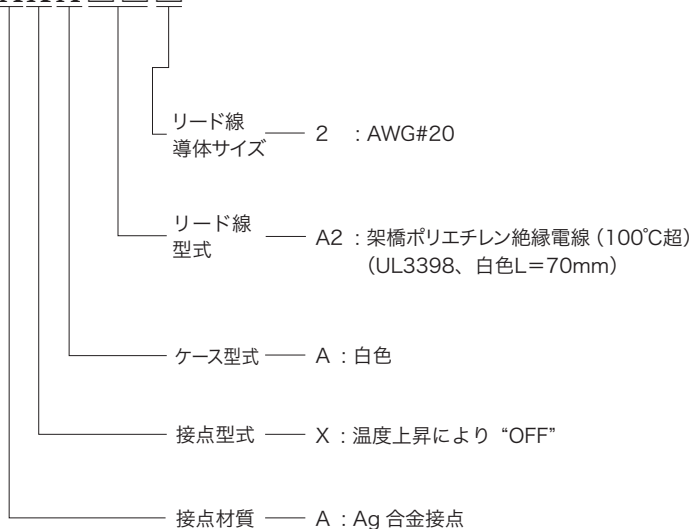 リード線
導体サイズ 2 : AWG#20
リード線
型式 A2 : 架橋ポリエチレン絶縁電線 (100℃超)
(UL3398、白色L=70mm)
ケース型式 A : 白色
接点型式 X : 温度上昇により “OFF”
接点材質 A : Ag 合金接点